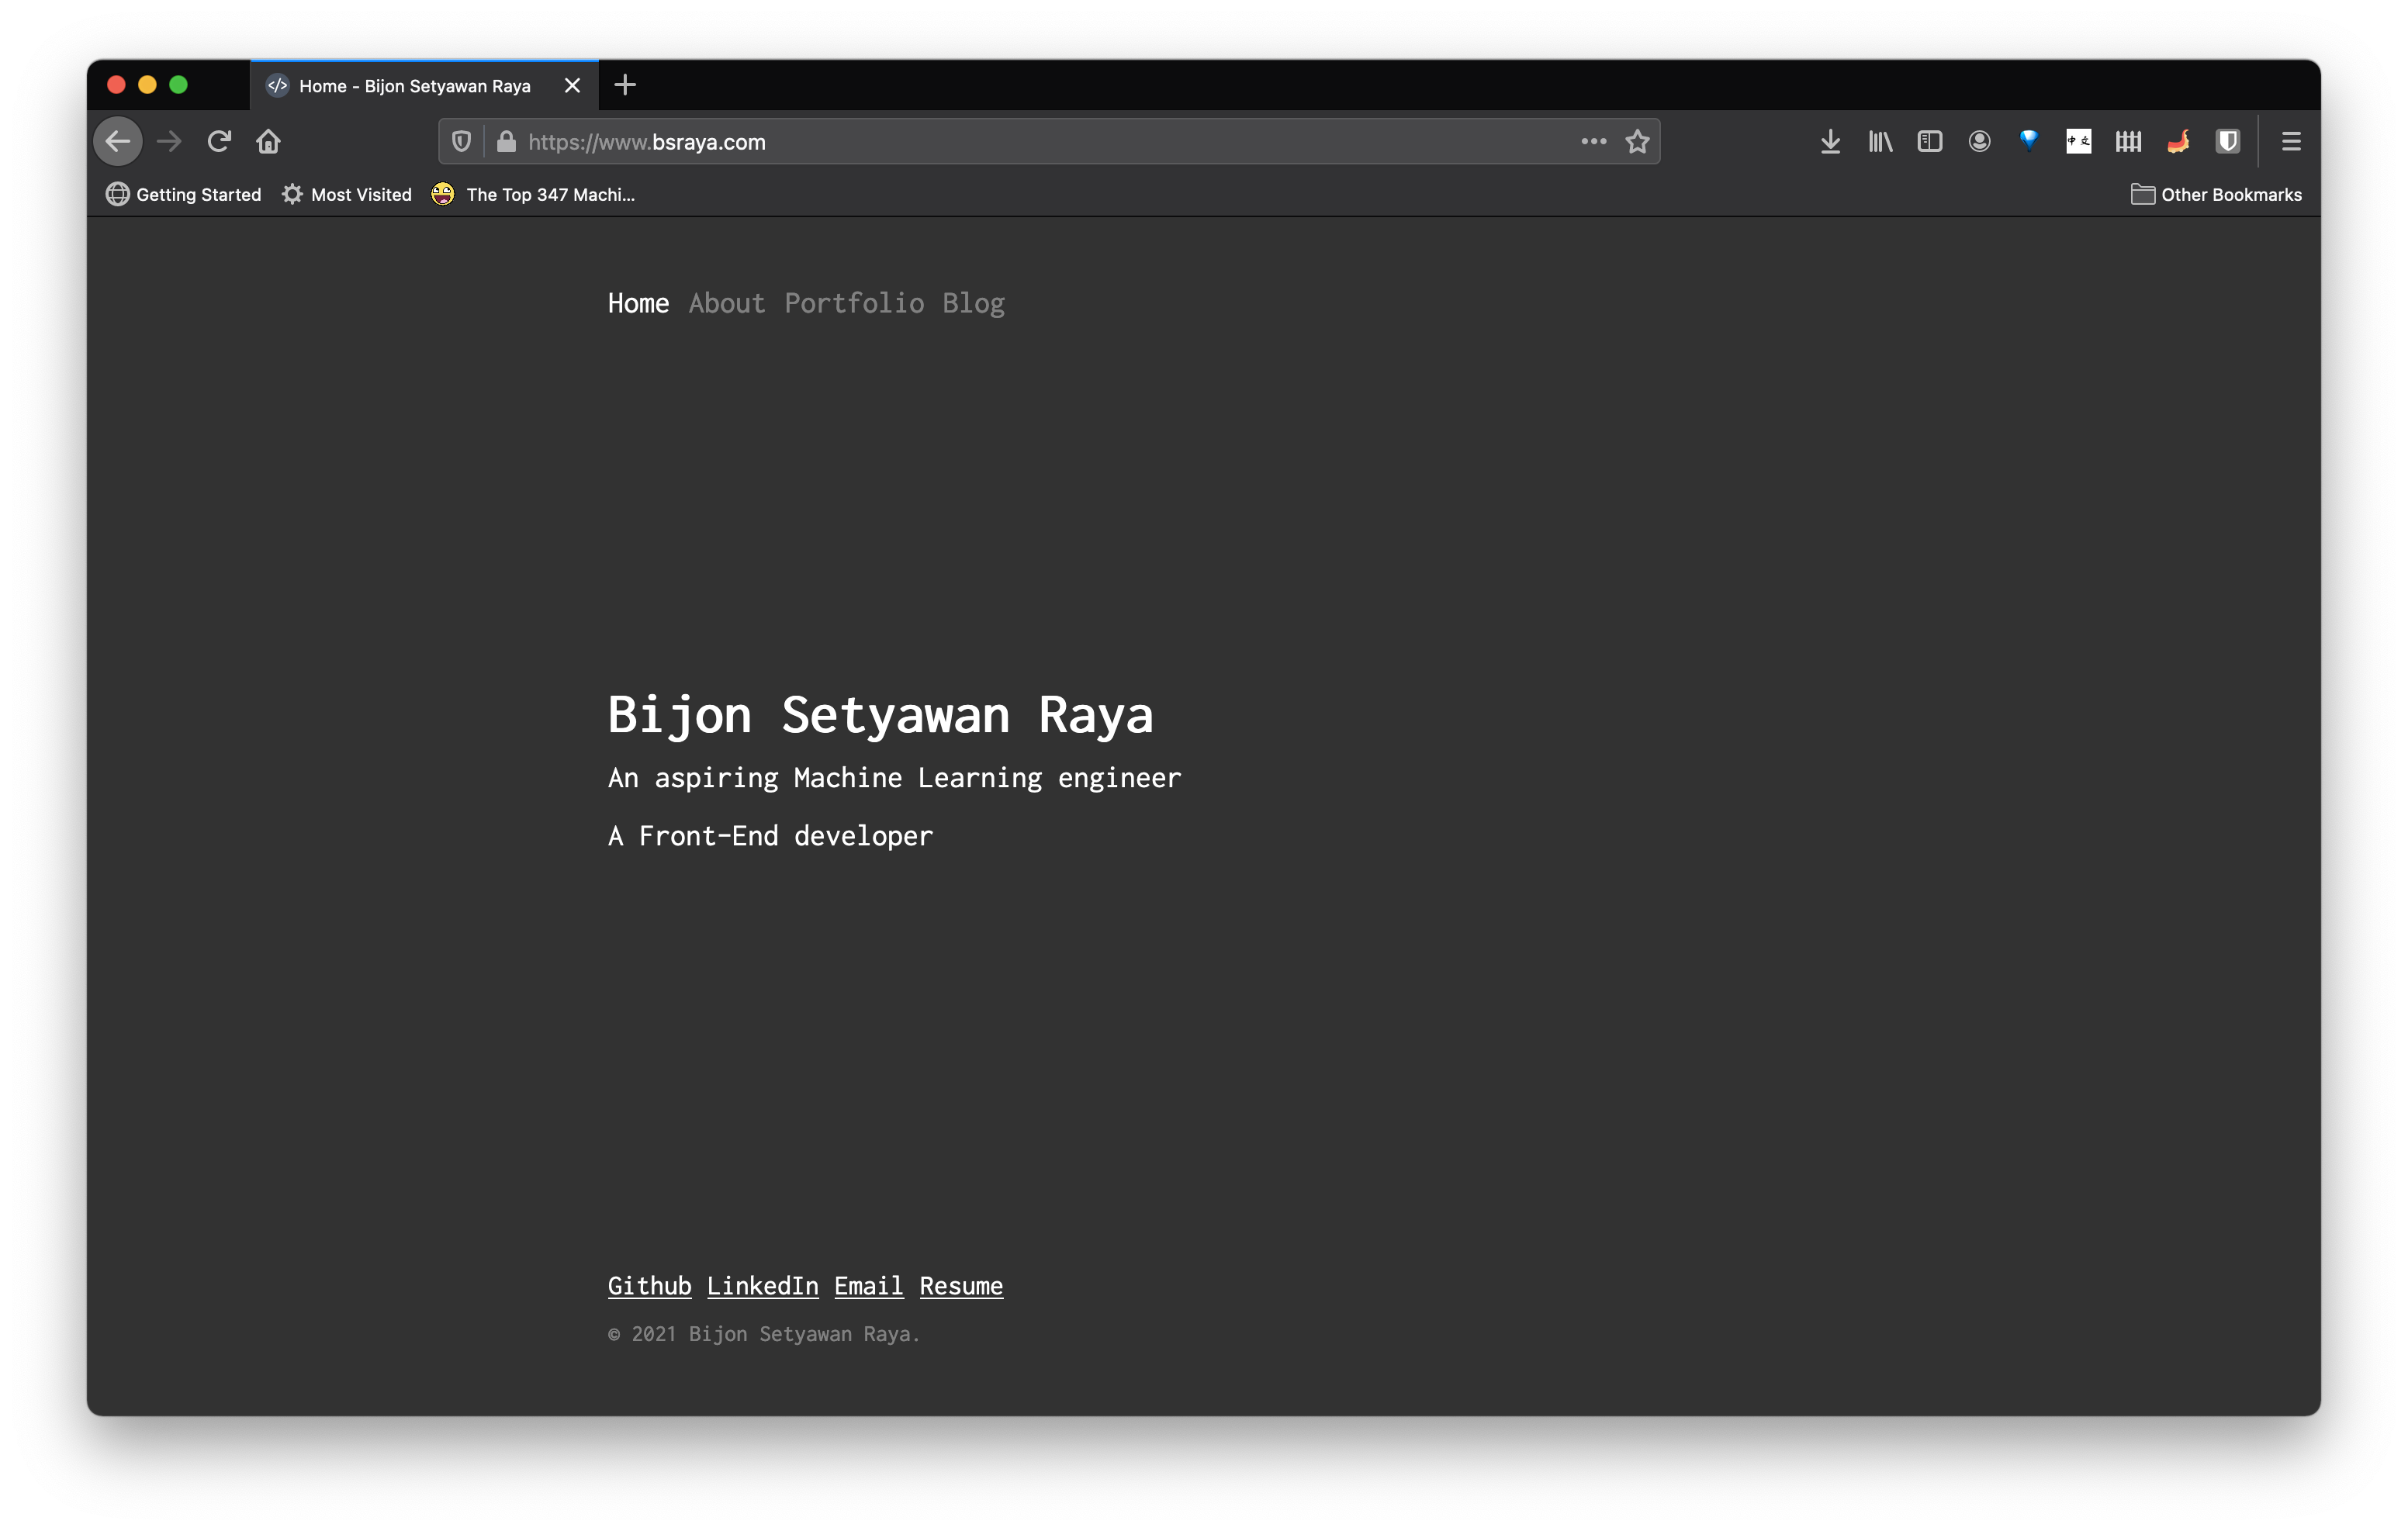 Home - Bijon Setyawan Raya
https://www.bsraya.com
中文
Getting Started Most Visited The Top 347 Machi... Other Bookmarks
Home About Portfolio Blog
Bijon Setyawan Raya
An aspiring Machine Learning engineer
A Front-End developer
Github LinkedIn Email Resume
© 2021 Bijon Setyawan Raya.